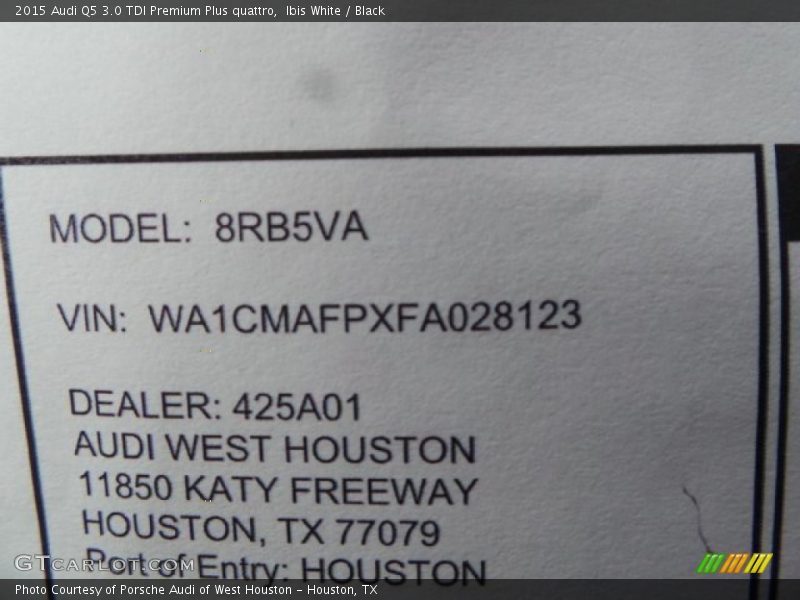 2015 Audi Q5 3.0 TDI Premium Plus quattro,  Ibis White / Black
MODEL: 8RB5VA
VIN: WA1CMAFPXFA028123
DEALER: 425A01
AUDI WEST HOUSTON
11850 KATY FREEWAY
HOUSTON, TX 77079
Port of Entry: HOUSTON
GTcarlot.com
Photo Courtesy of Porsche Audi of West Houston – Houston, TX